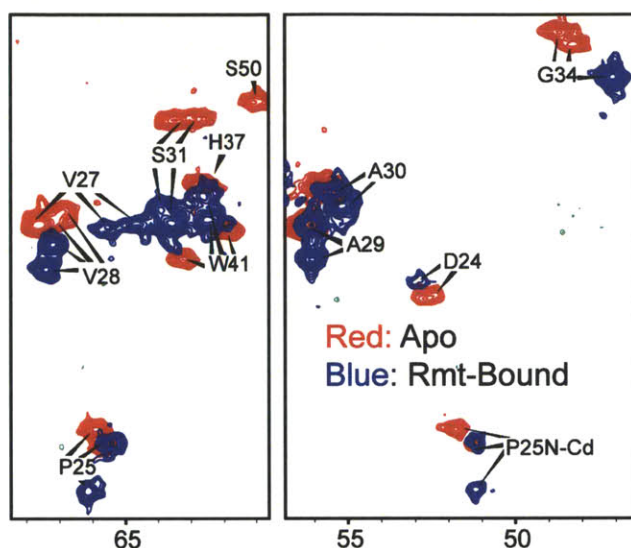 S50
G34
H37
S31
V27
A30
A29
W41
D24
V28
Red: Apo
Blue: Rmt-Bound
P25
P25N-Cd
65
55
50